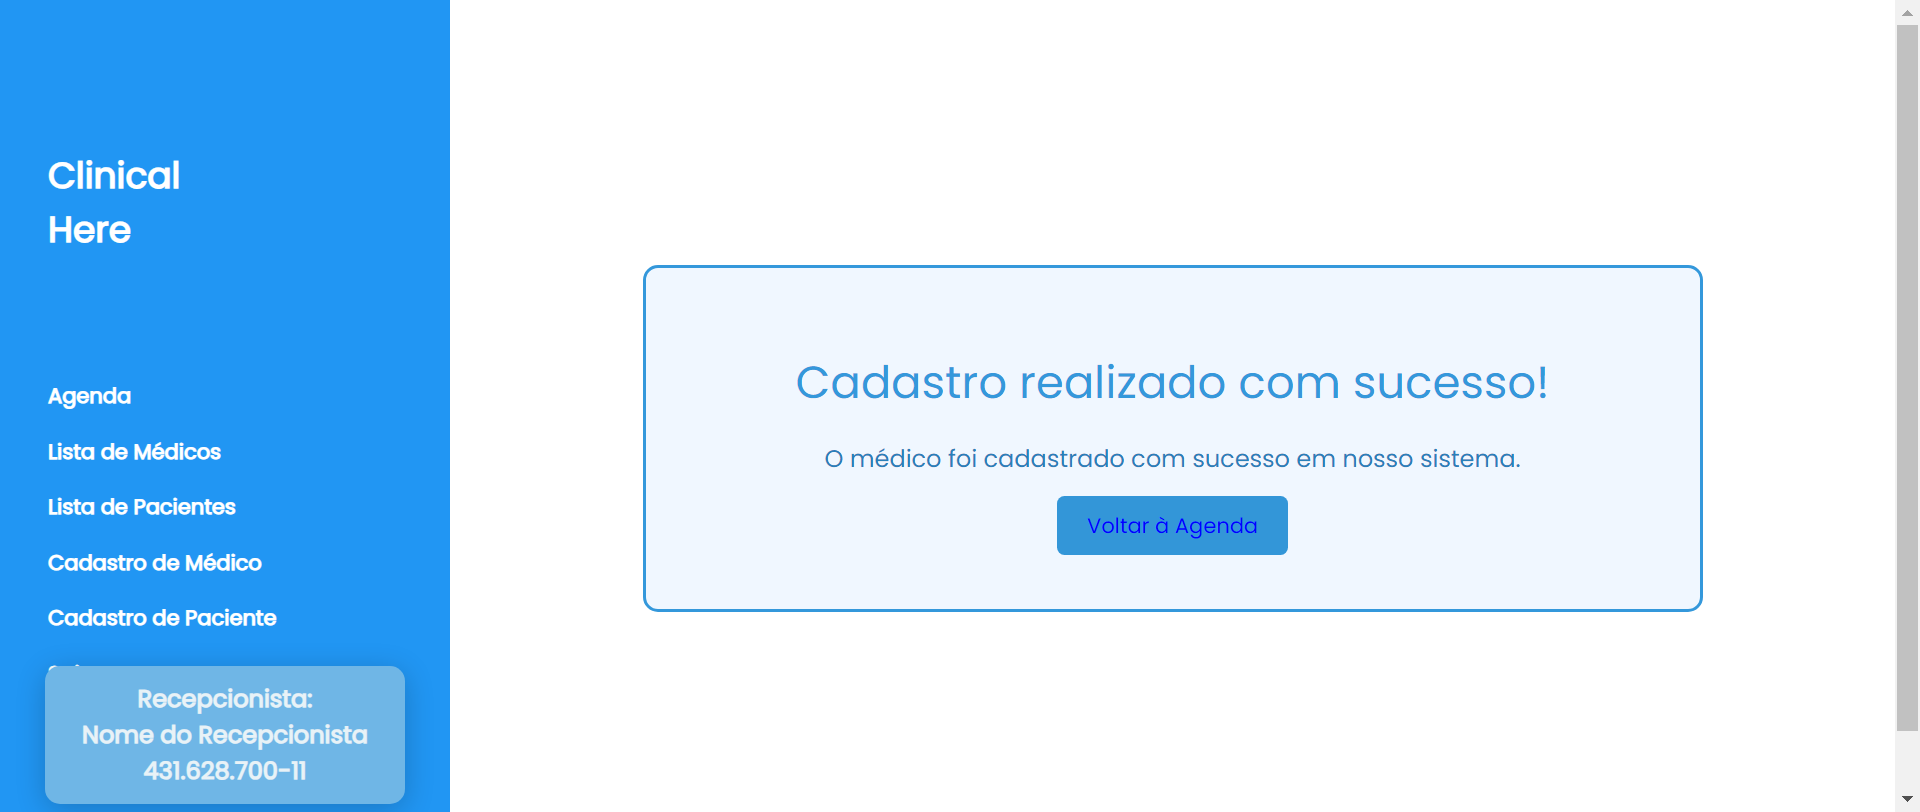 Clinical
Here
Agenda
Lista de Médicos
Lista de Pacientes
Cadastro de Médico
Cadastro de Paciente
Recepcionista:
Nome do Recepcionista
431.628.700-11
Cadastro realizado com sucesso!
O médico foi cadastrado com sucesso em nosso sistema.
Voltar à Agenda